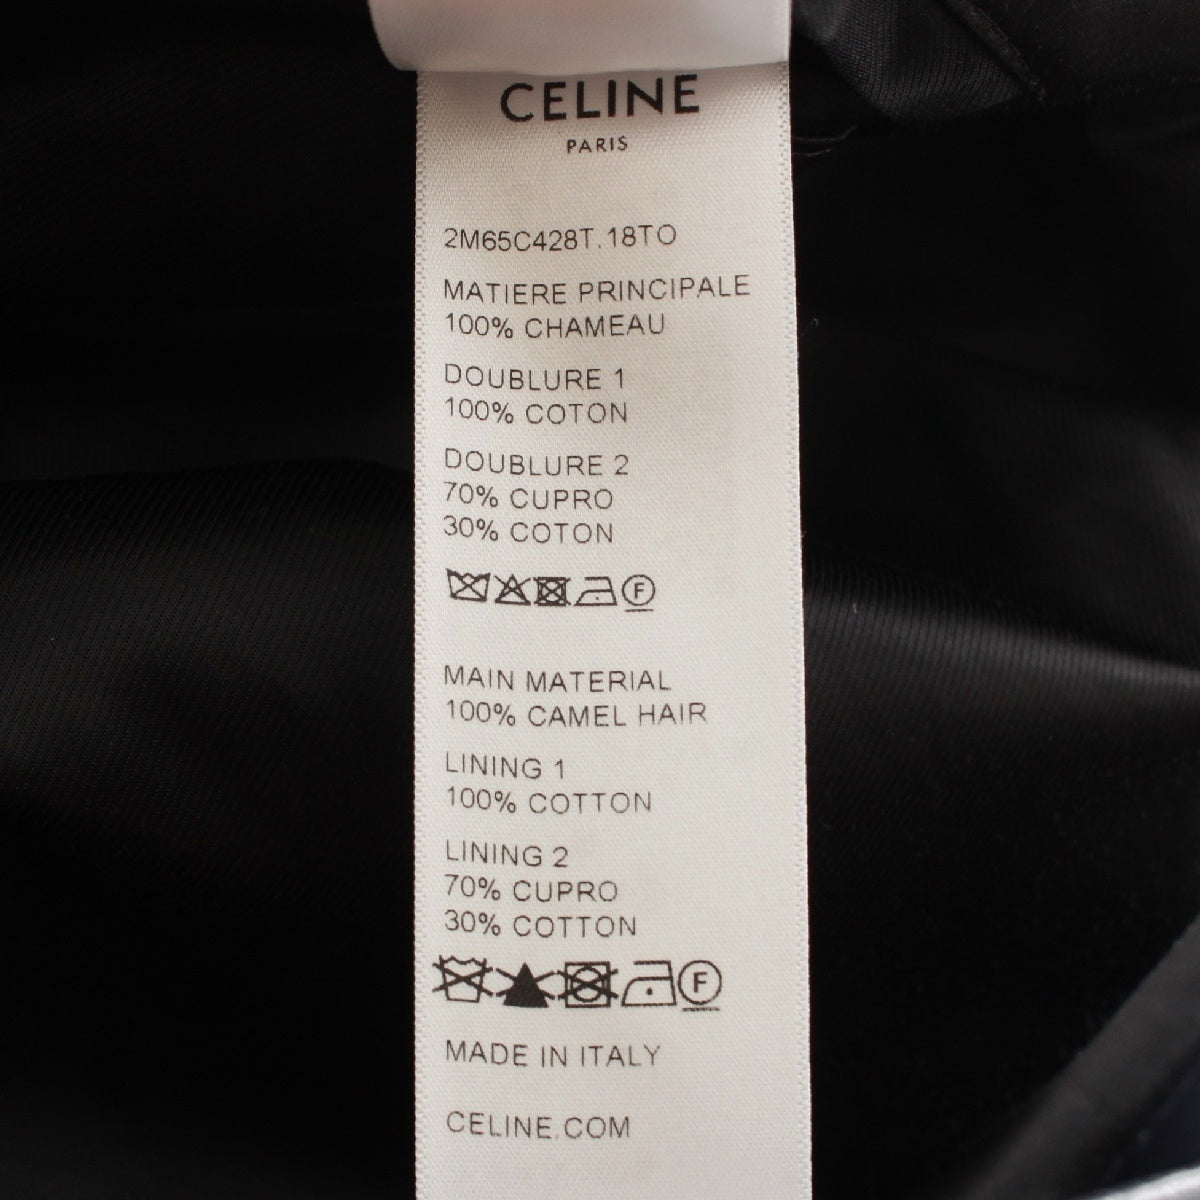 CELINE
PARIS
2M65C428T.18TO
MATIERE PRINCIPALE
100% CHAMEAU
DOUBLURE 1
100% COTON
DOUBLURE 2
70% CUPRO
30% COTON
F
MAIN MATERIAL
100% CAMEL HAIR
LINING 1
100% COTTON
LINING 2
70% CUPRO
30% COTTON
F
MADE IN ITALY
CELINE.COM